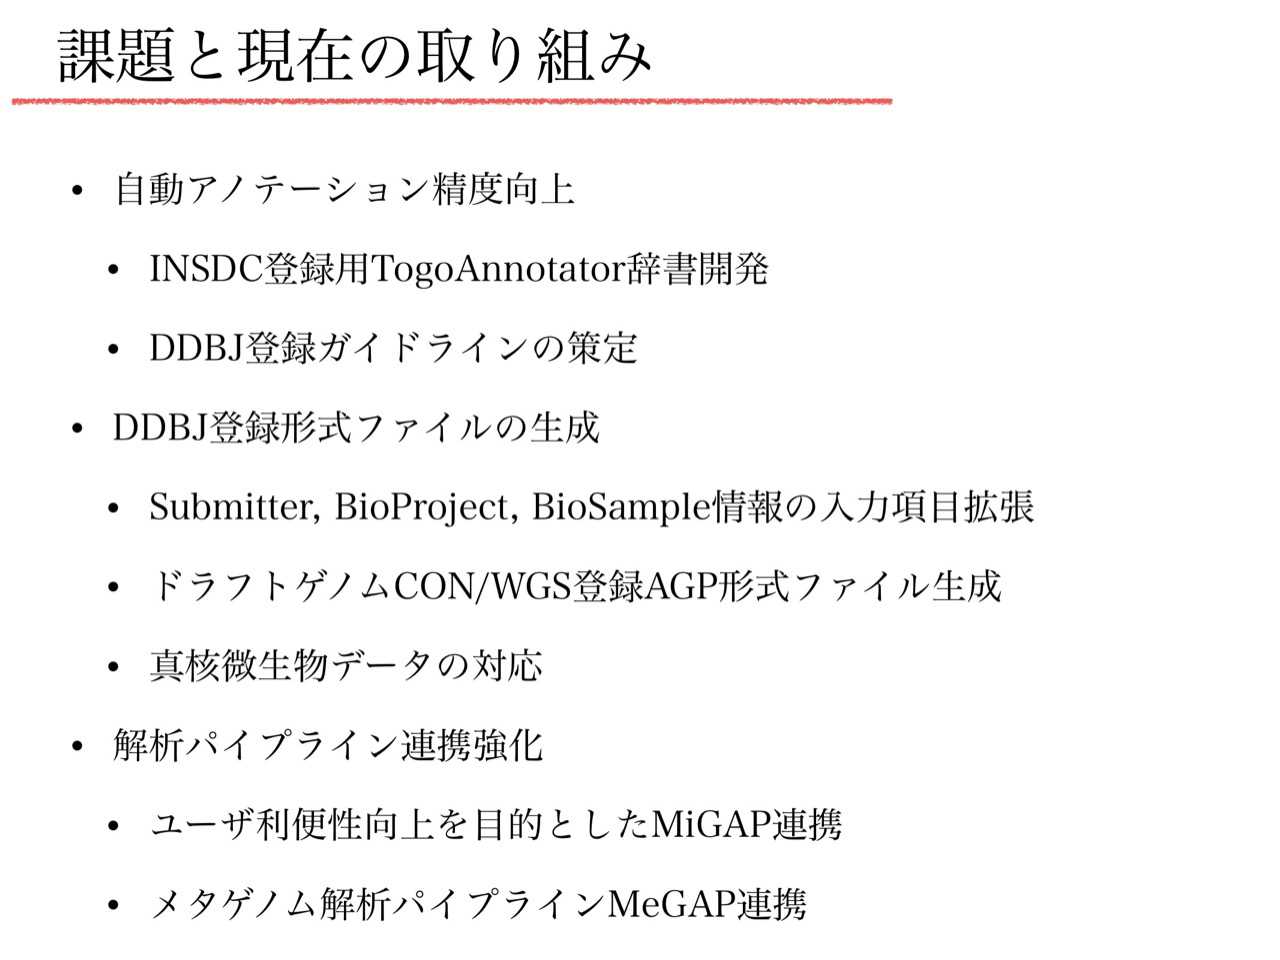 課題と現在の取り組み
• 自動アノテーション精度向上
• INSDC登録用TogoAnnotator辞書開発
• DDBJ登録ガイドラインの策定
• DDBJ登録形式ファイルの生成
• Submitter, BioProject, BioSample情報の入力項目拡張
• ドラフトゲノムCON/WGS登録AGP形式ファイル生成
• 真核微生物データの対応
• 解析パイプライン連携強化
• ユーザ利便性向上を目的としたMiGAP連携
• メタゲノム解析パイプラインMeGAP連携